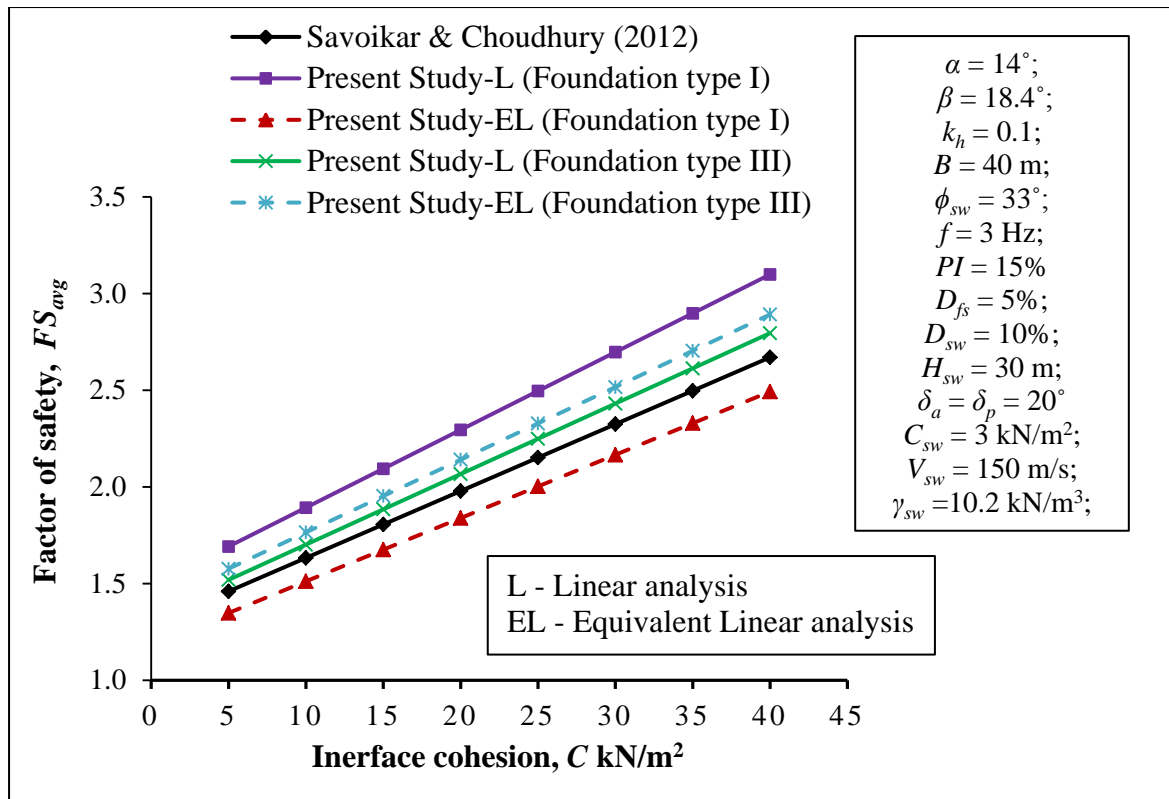 Savoikar & Choudhury (2012)
Present Study-L (Foundation type I)
Present Study-EL (Foundation type I)
Present Study-L (Foundation type III)
Present Study-EL (Foundation type III)
α = 14˚;
β = 18.4˚;
k_h = 0.1;
B = 40 m;
ϕ_sw = 33˚;
f = 3 Hz;
PI = 15%
D_fs = 5%;
D_sw = 10%;
H_sw = 30 m;
δ_a = δ_p = 20˚
C_sw = 3 kN/m²;
V_sw = 150 m/s;
γ_sw =10.2 kN/m³;
Factor of safety, FS_avg
3.5
3.0
2.5
2.0
1.5
1.0
L - Linear analysis
EL - Equivalent Linear analysis
0 5 10 15 20 25 30 35 40 45
Inerface cohesion, C kN/m²